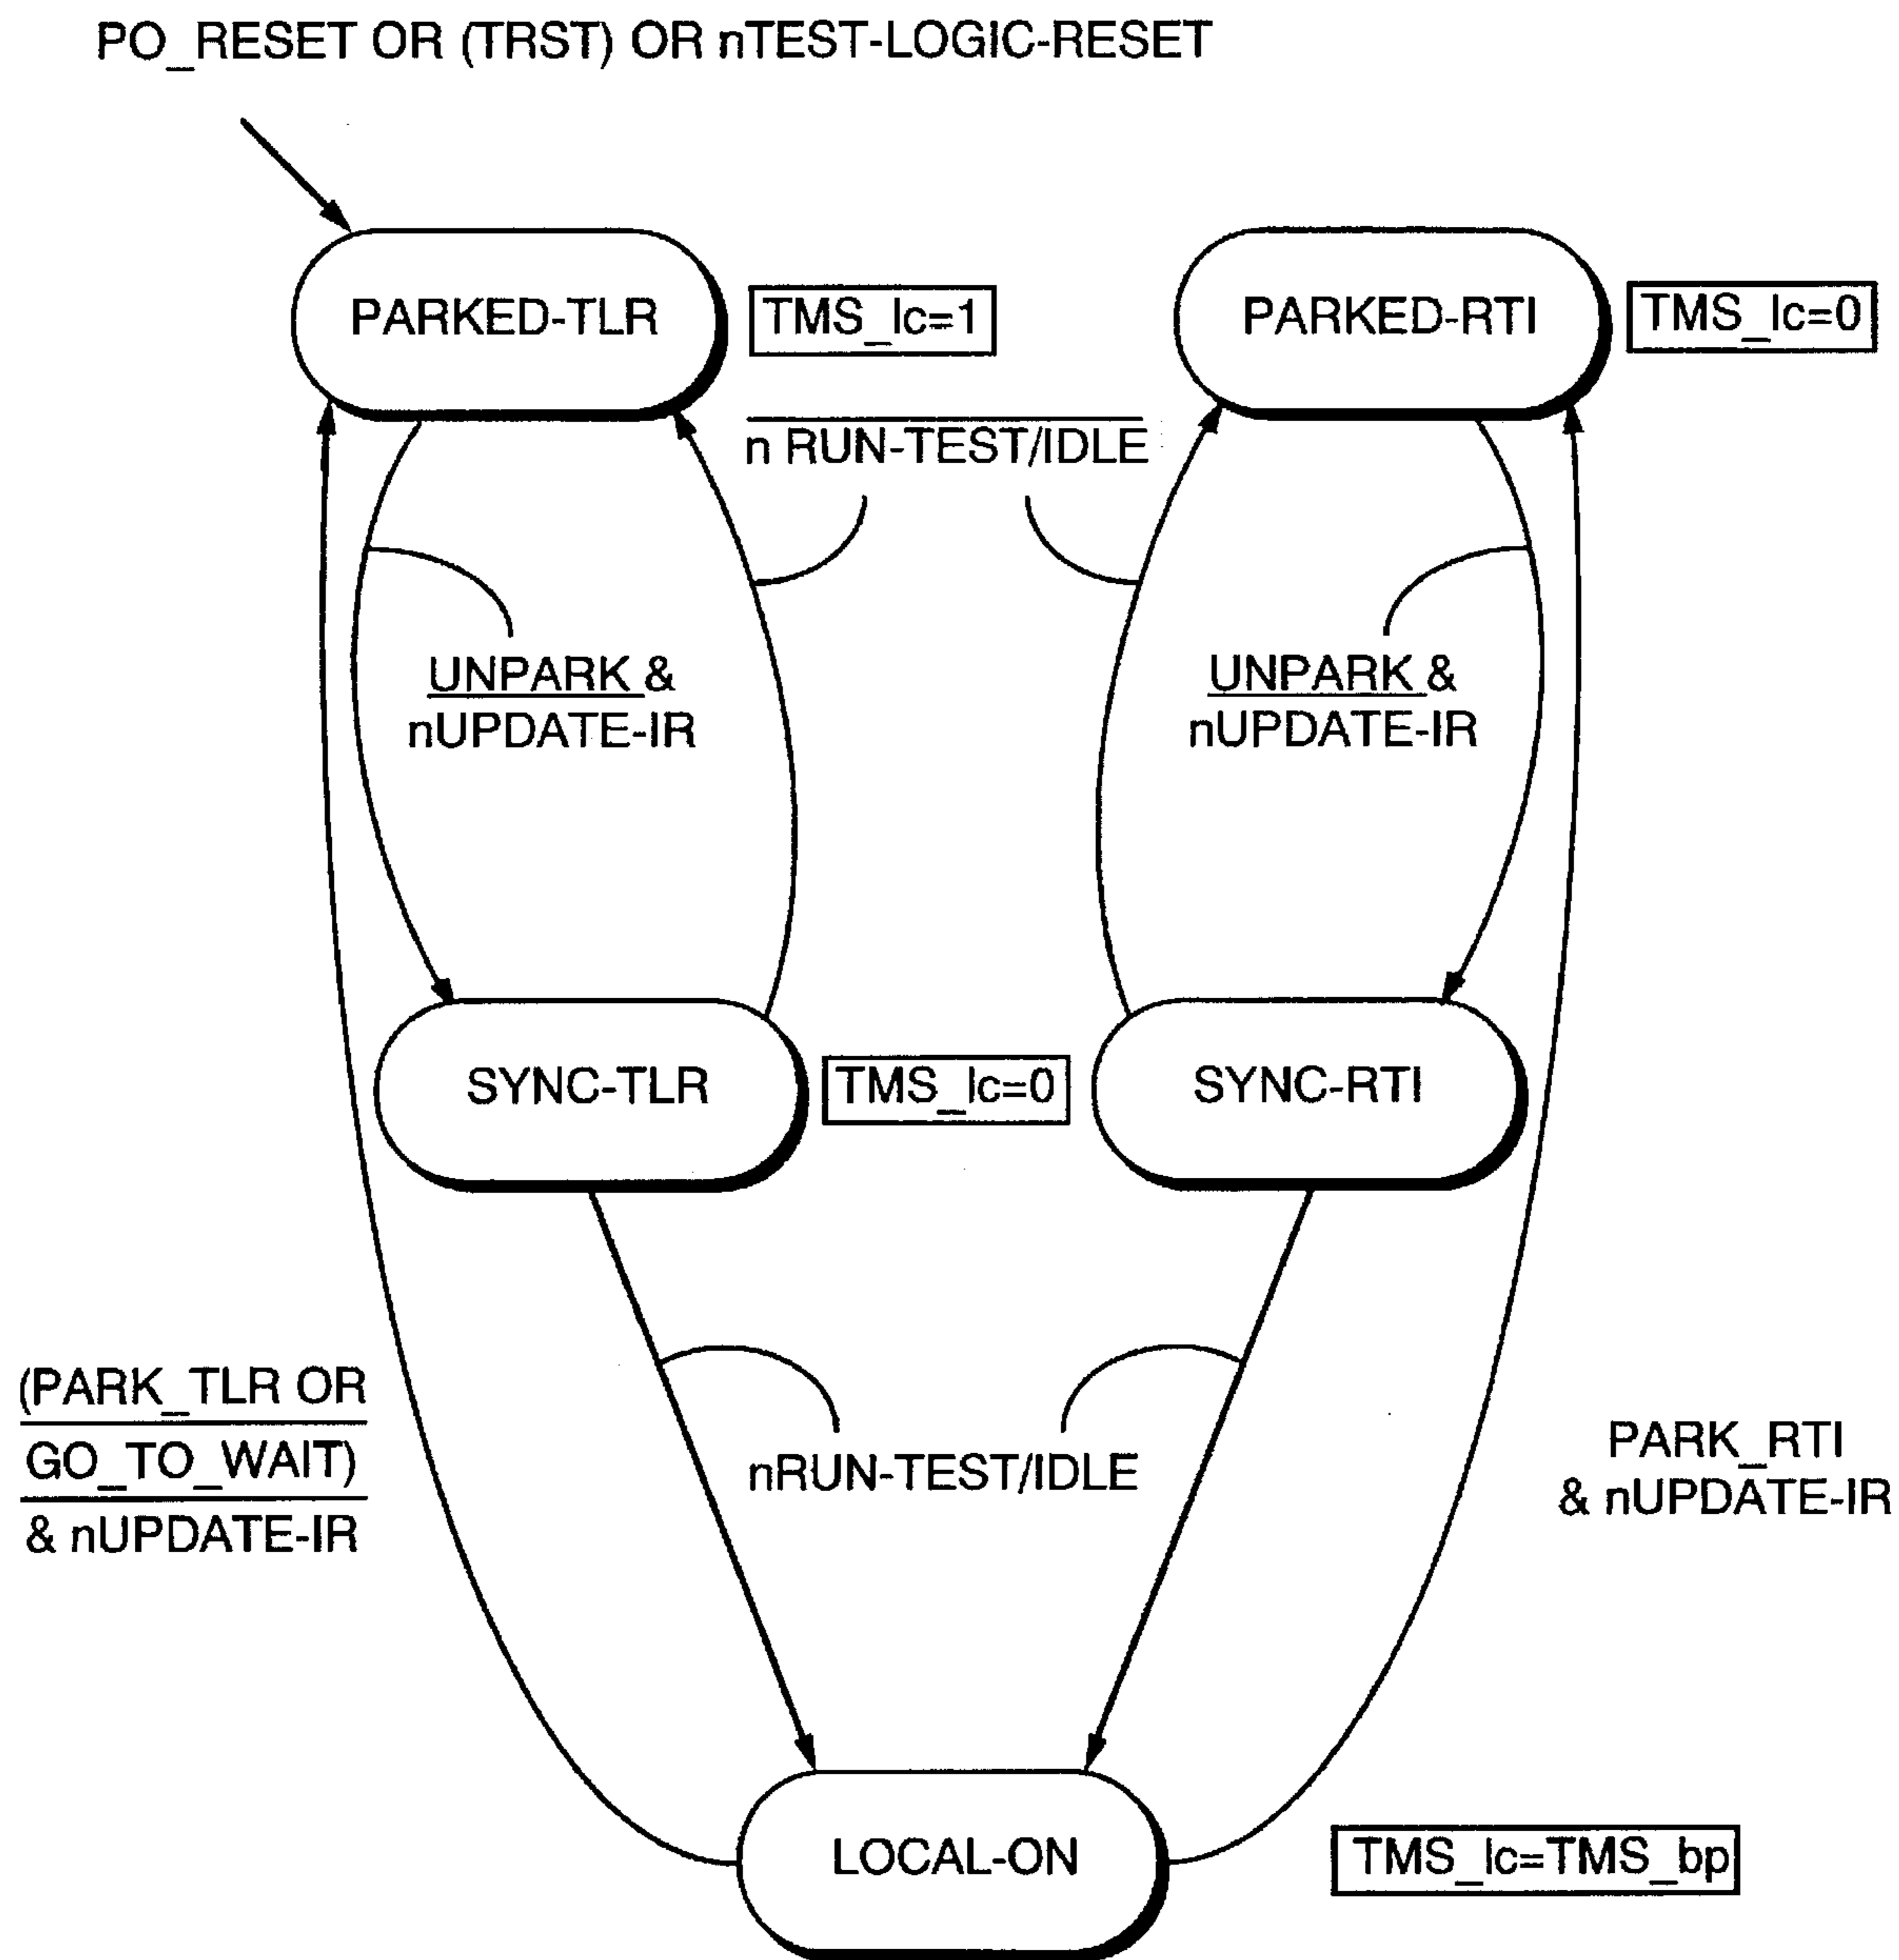 PO_RESET OR (TRST) OR nTEST-LOGIC-RESET
PARKED-TLR
TMS_lc=1
PARKED-RTI
TMS_lc=0
n RUN-TEST/IDLE
UNPARK &
nUPDATE-IR
UNPARK &
nUPDATE-IR
SYNC-TLR
TMS_lc=0
SYNC-RTI
(PARK_TLR OR
GO_TO_WAIT)
& nUPDATE-IR
nRUN-TEST/IDLE
PARK_RTI
& nUPDATE-IR
LOCAL-ON
TMS_lc=TMS_bp